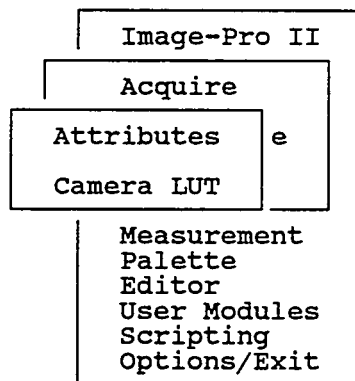 Image-Pro II
Acquire
Attributes e
Camera LUT
Measurement
Palette
Editor
User Modules
Scripting
Options/Exit